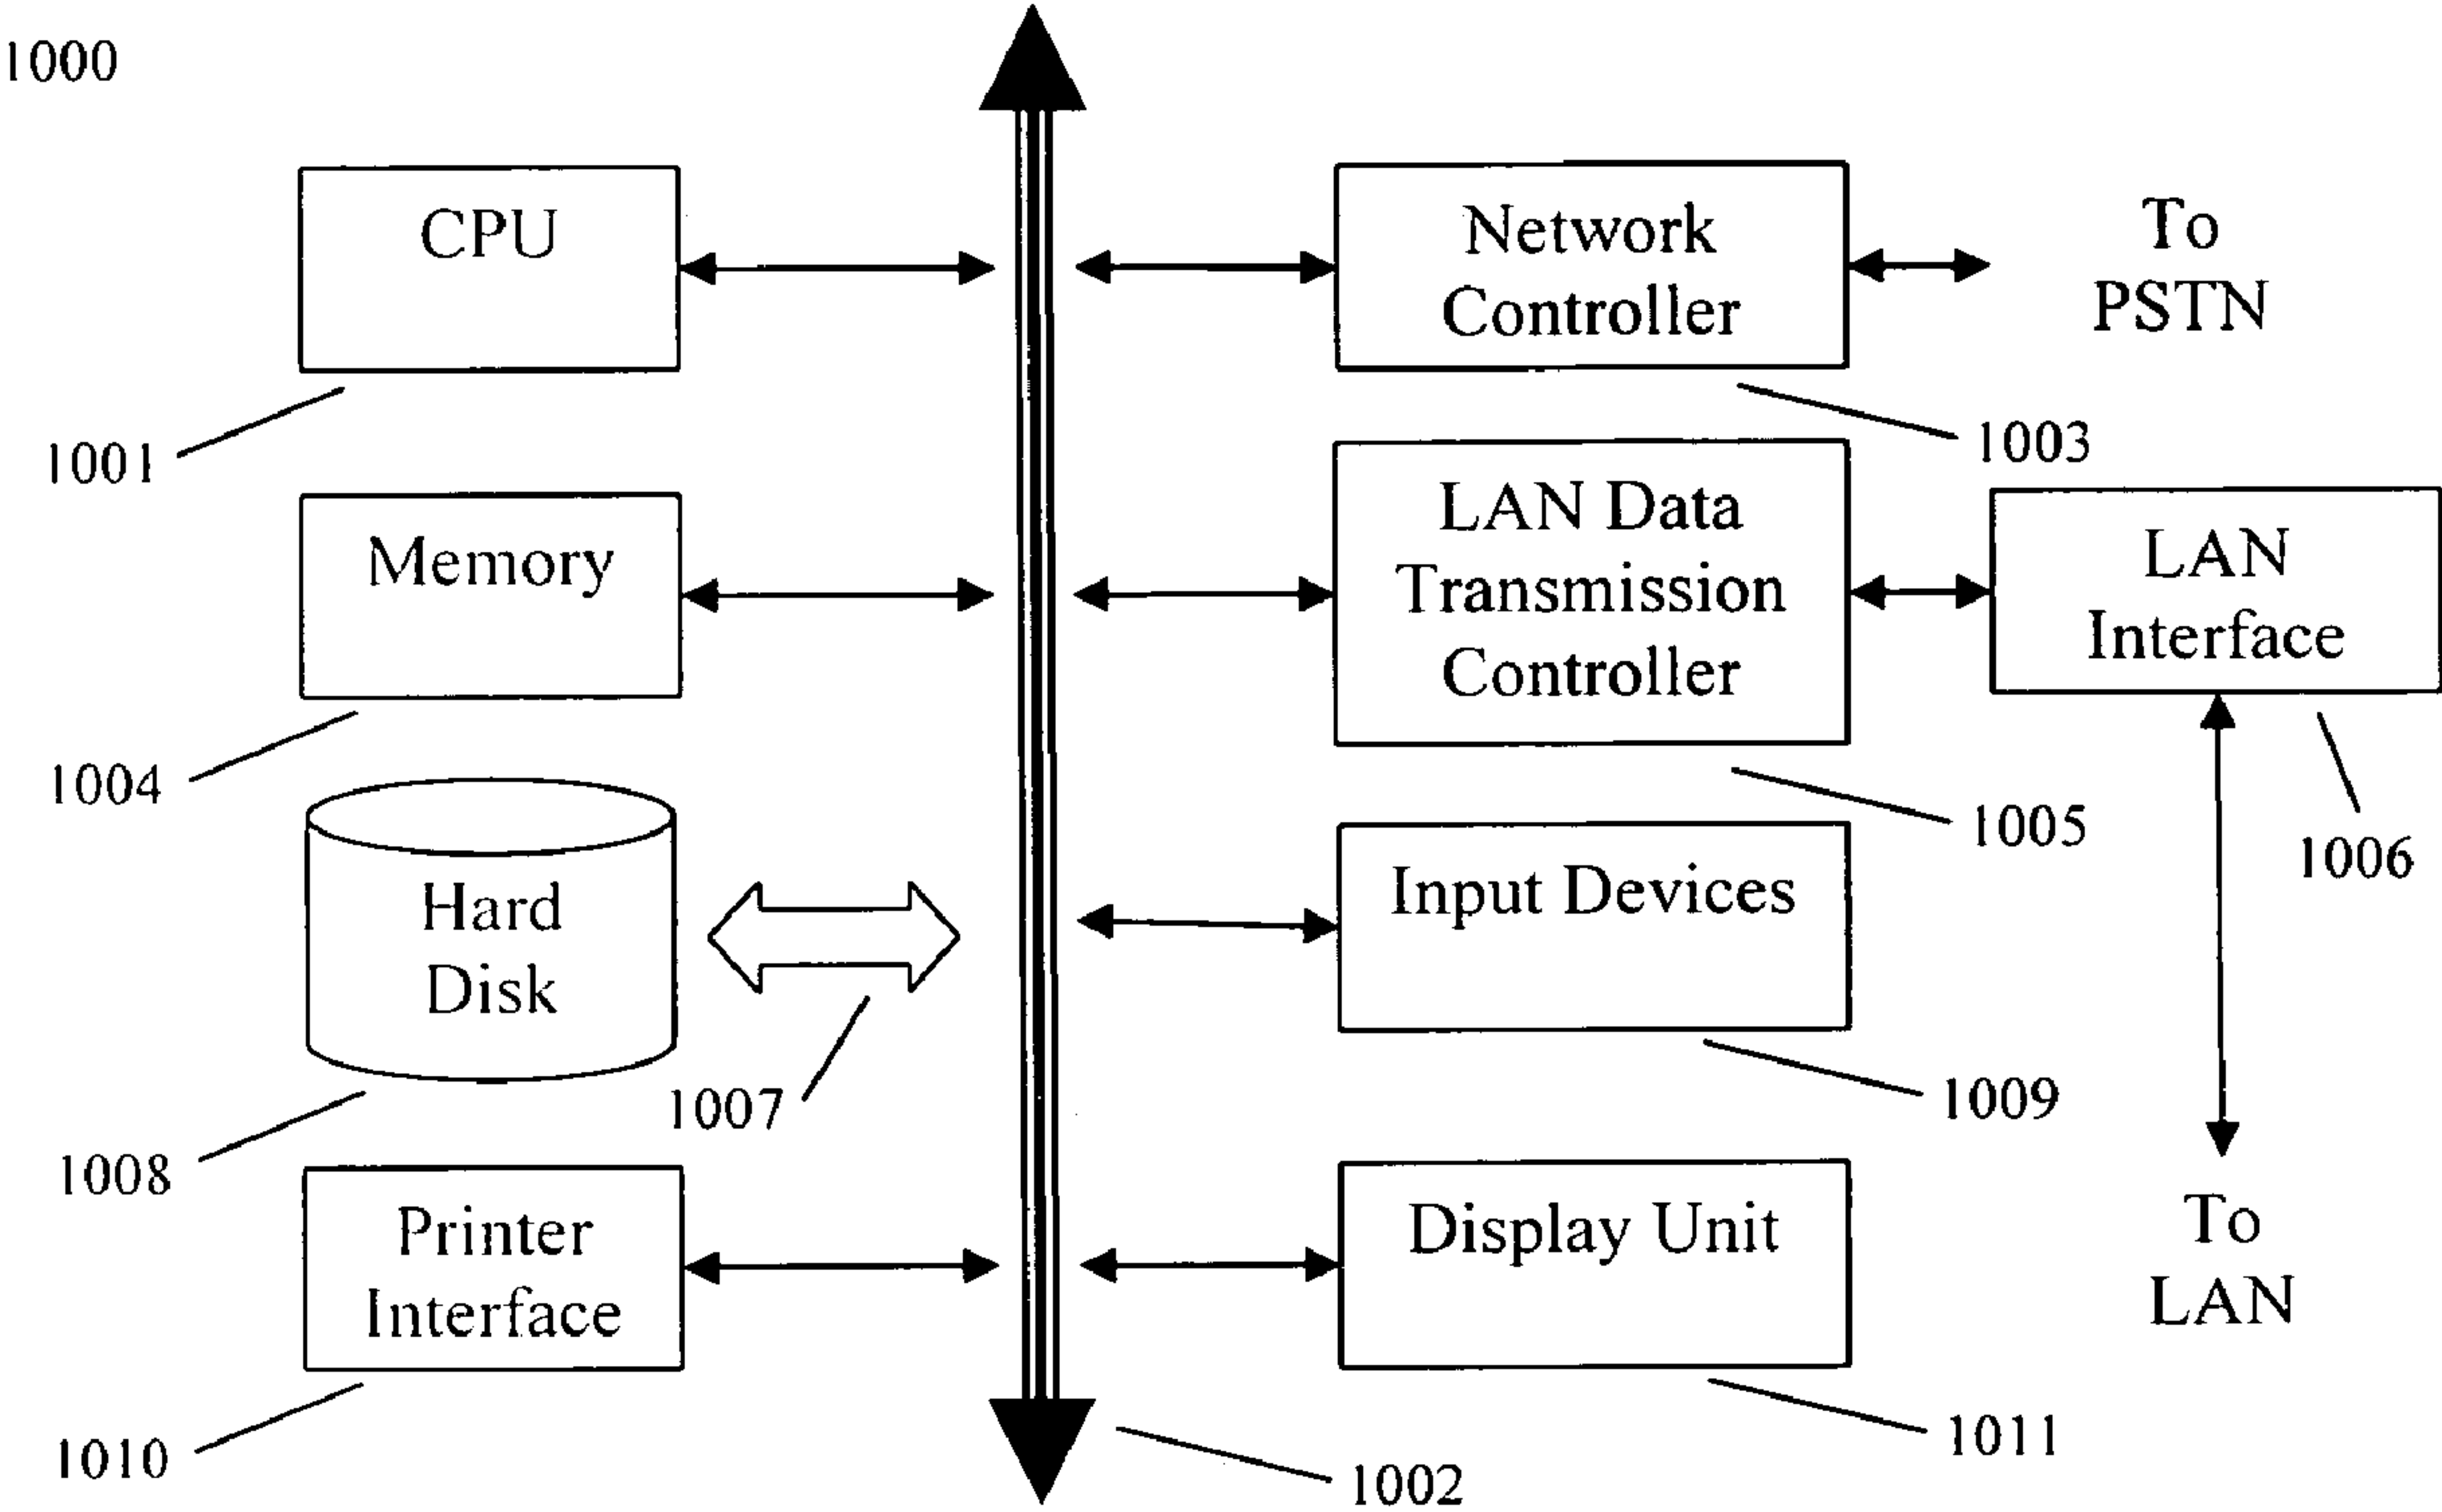 1000
CPU
Network
Controller
To
PSTN
1001
1003
Memory
LAN Data
Transmission
Controller
LAN
Interface
1004
1005
1006
Hard
Disk
Input Devices
1007
1008
1009
Printer
Interface
Display Unit
To
LAN
1010
1011
1002